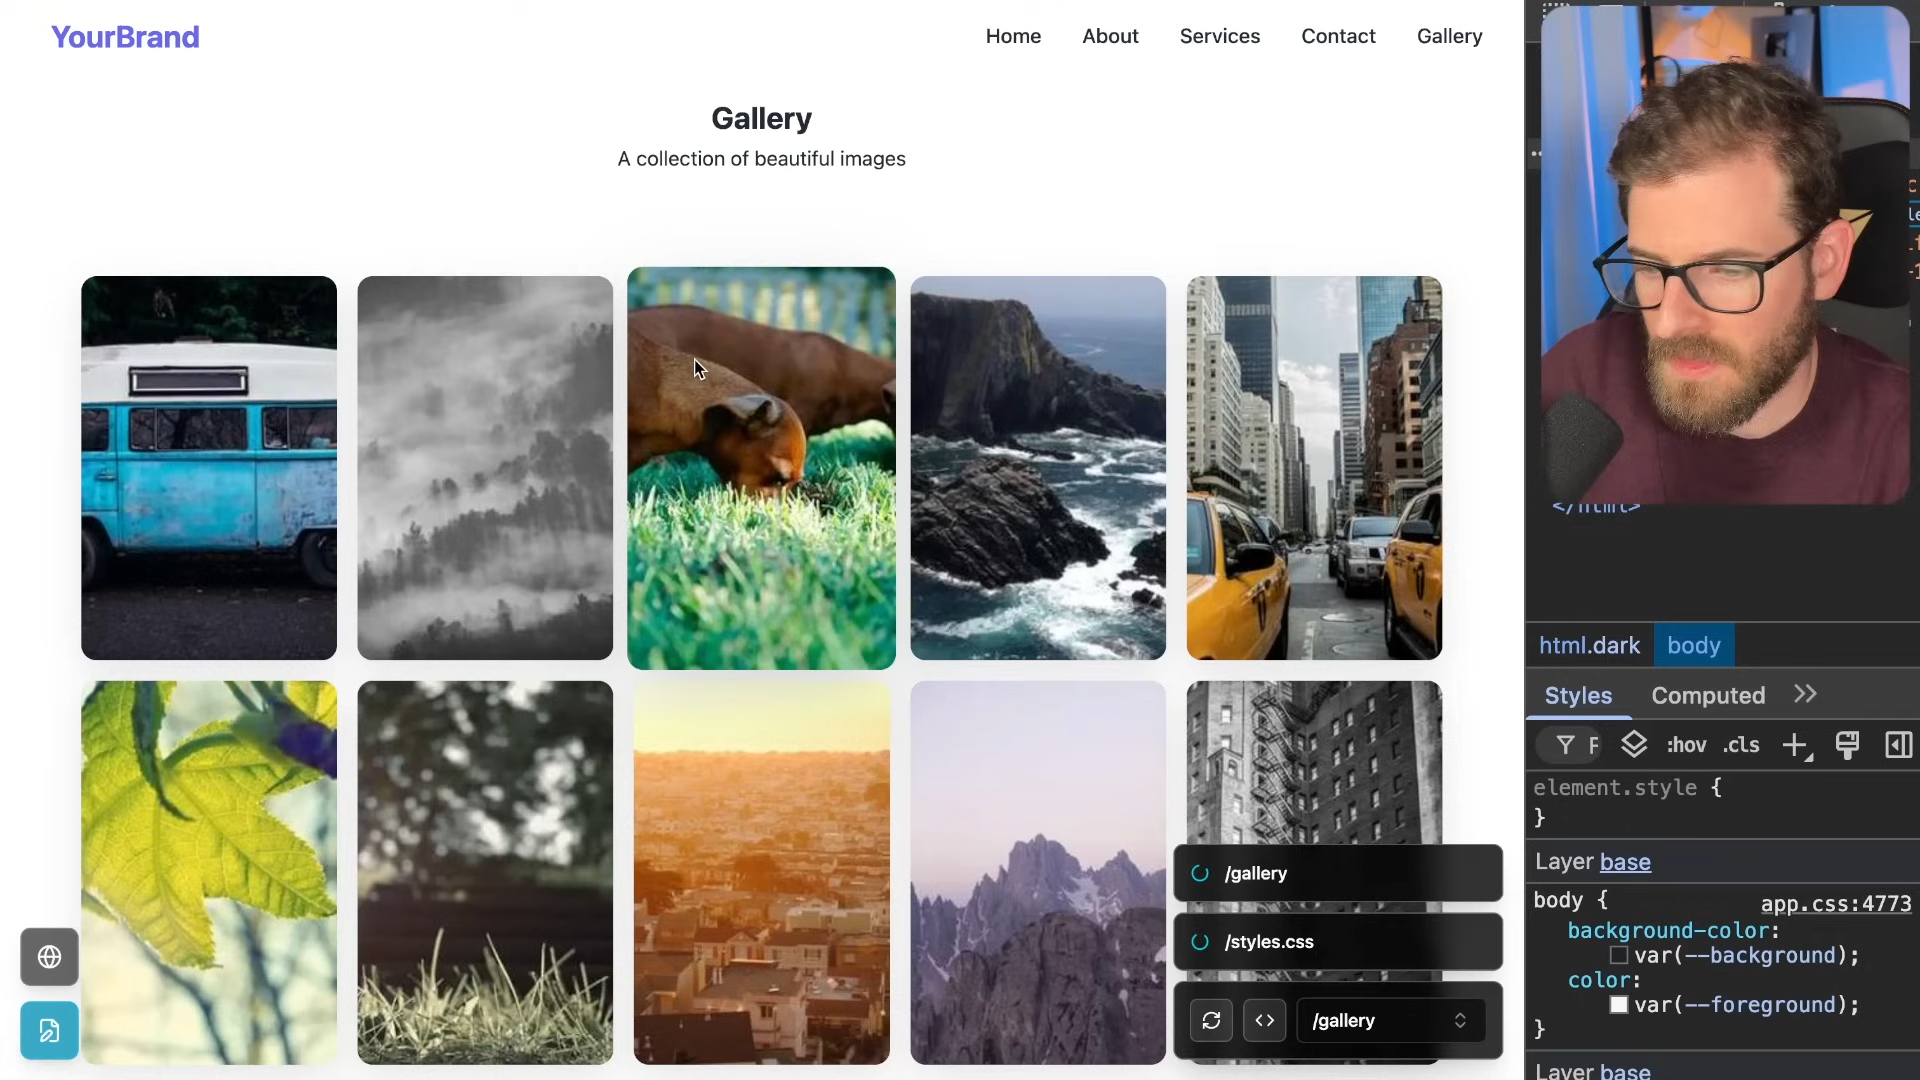 YourBrand
Home About Services Contact Gallery
Gallery
A collection of beautiful images
/gallery
/styles.css
/gallery
</html>
html.dark body
Styles Computed
F :hov .cls
element.style {
}
Layer base
body { app.css:4773
background-color:
var(--background);
color:
var(--foreground);
}
Layer base